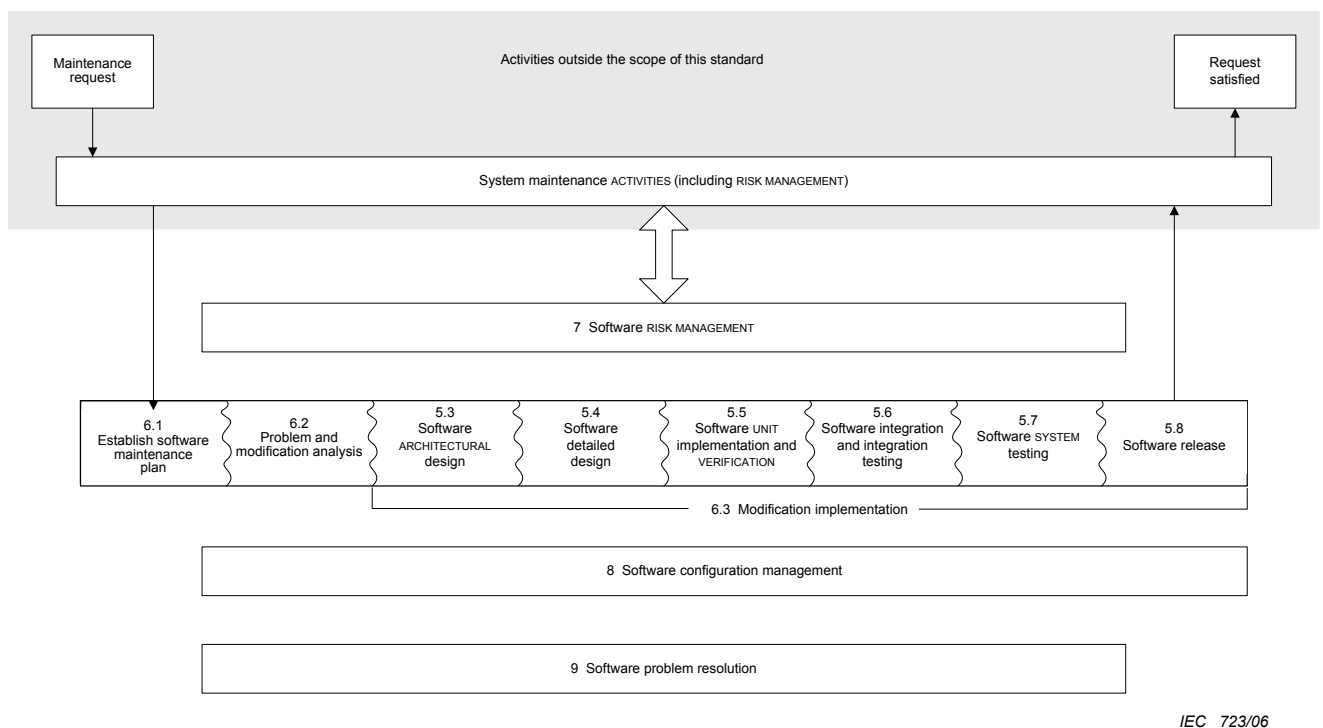 Maintenance
request
Activities outside the scope of this standard
Request
satisfied
System maintenance ACTIVITIES (including RISK MANAGEMENT)
7 Software RISK MANAGEMENT
6.1
Establish software
maintenance
plan
6.2
Problem and
modification analysis
5.3
Software
ARCHITECTURAL
design
5.4
Software
detailed
design
5.5
Software UNIT
implementation and
VERIFICATION
5.6
Software integration
and integration
testing
5.7
Software SYSTEM
testing
5.8
Software release
6.3 Modification implementation
8 Software configuration management
9 Software problem resolution
IEC 723/06